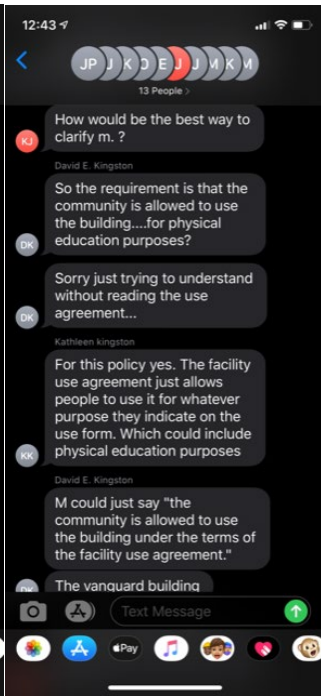 12:43
JP J K D E J J M K M
13 People >
How would be the best way to
clarify m. ?
KJ
David E. Kingston
So the requirement is that the
community is allowed to use
the building....for physical
education purposes?
DK
Sorry just trying to understand
without reading the use
agreement...
DK
Kathleen kingston
For this policy yes. The facility
use agreement just allows
people to use it for whatever
purpose they indicate on the
use form. Which could include
physical education purposes
KK
David E. Kingston
M could just say "the
community is allowed to use
the building under the terms of
the facility use agreement."
DK
The vanguard building
Text Message
Pay